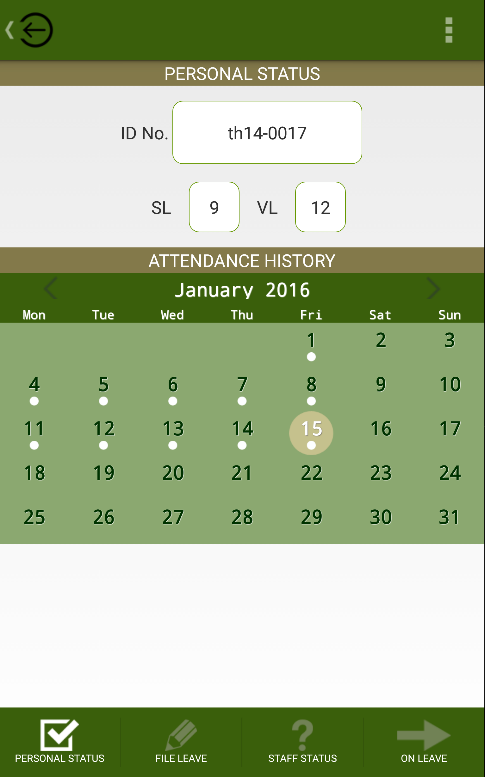 PERSONAL STATUS
ID No. th14-0017
SL 9 VL 12
ATTENDANCE HISTORY
January 2016
Mon Tue Wed Thu Fri Sat Sun
1 2 3
4 5 6 7 8 9 10
11 12 13 14 15 16 17
18 19 20 21 22 23 24
25 26 27 28 29 30 31
PERSONAL STATUS FILE LEAVE STAFF STATUS ON LEAVE